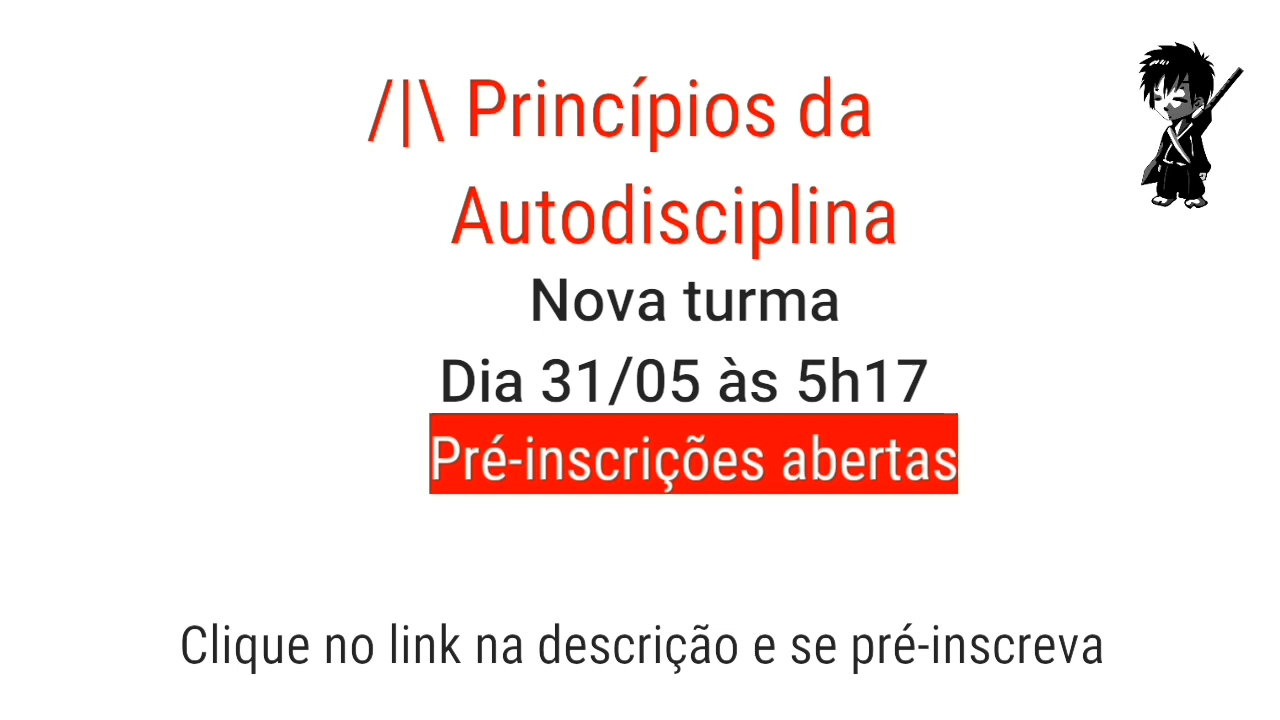 /|\ Princípios da
Autodisciplina
Nova turma
Dia 31/05 às 5h17
Pré-inscrições abertas
Clique no link na descrição e se pré-inscreva